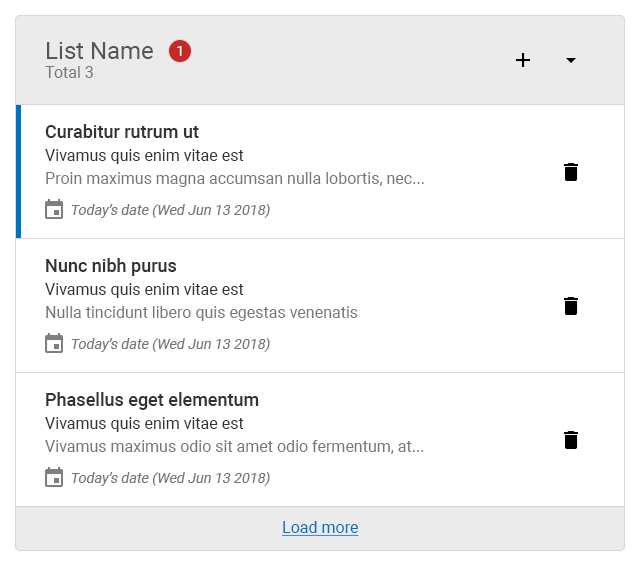 List Name 1
Total 3
Curabitur rutrum ut
Vivamus quis enim vitae est
Proin maximus magna accumsan nulla lobortis, nec...
Today's date (Wed Jun 13 2018)
Nunc nibh purus
Vivamus quis enim vitae est
Nulla tincidunt libero quis egestas venenatis
Today's date (Wed Jun 13 2018)
Phasellus eget elementum
Vivamus quis enim vitae est
Vivamus maximus odio sit amet odio fermentum, at...
Today's date (Wed Jun 13 2018)
Load more